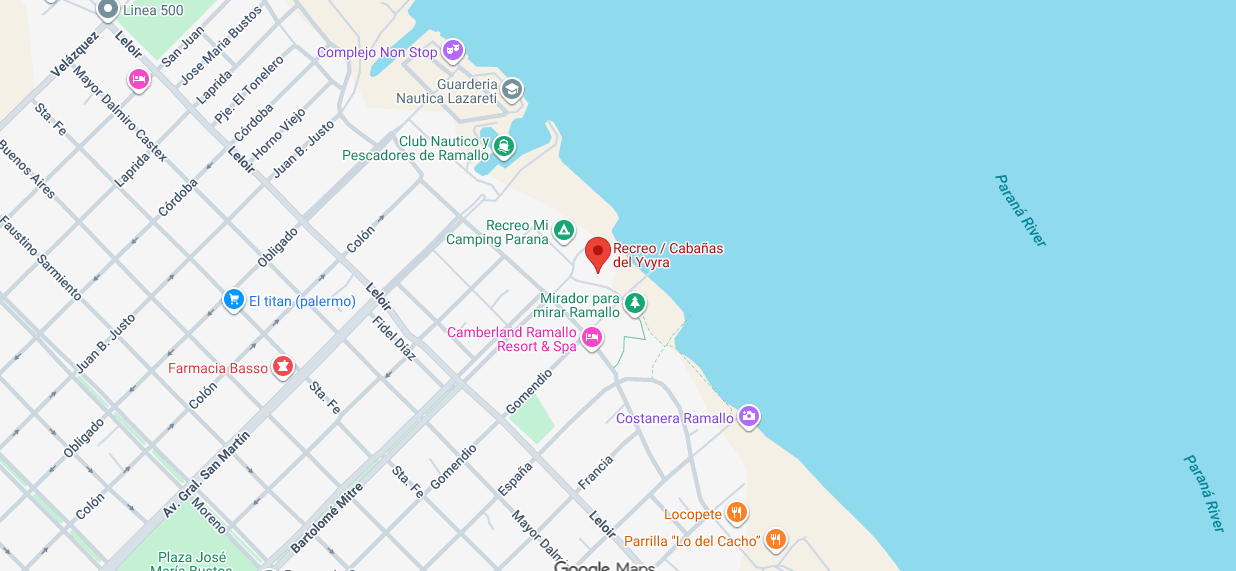 Linea 500
San Juan
Jose Maria Bustos
Velázquez
Leloir
Complejo Non Stop
Laprida
Pje. El Tonelero
Mayor Dalmiro Castex
Guarderia
Nautica Lazareti
Sta. Fe
Córdoba
Horno Viejo
Juan B. Justo
Club Nautico y
Pescadores de Ramallo
Buenos Aires
Laprida
Leloir
Córdoba
Paraná River
Recreo Mi
Camping Parana
Obligado
Colón
Recreo / Cabañas
del Yvyra
Faustino Sarmiento
El titan (palermo)
Leloir
Mirador para
mirar Ramallo
Juan B. Justo
Fidel Díaz
Camberland Ramallo
Resort & Spa
Farmacia Basso
Colón
Sta. Fe
Gomendio
Costanera Ramallo
Obligado
Av. Gral. San Martín
Gomendio
Sta. Fe
España
Francia
Paraná River
Colón
Moreno
Bartolomé Mitre
Locopete
Leloir
Mayor Dalmi
Parrilla "Lo del Cacho”
Plaza José
María Bustos
Google Maps